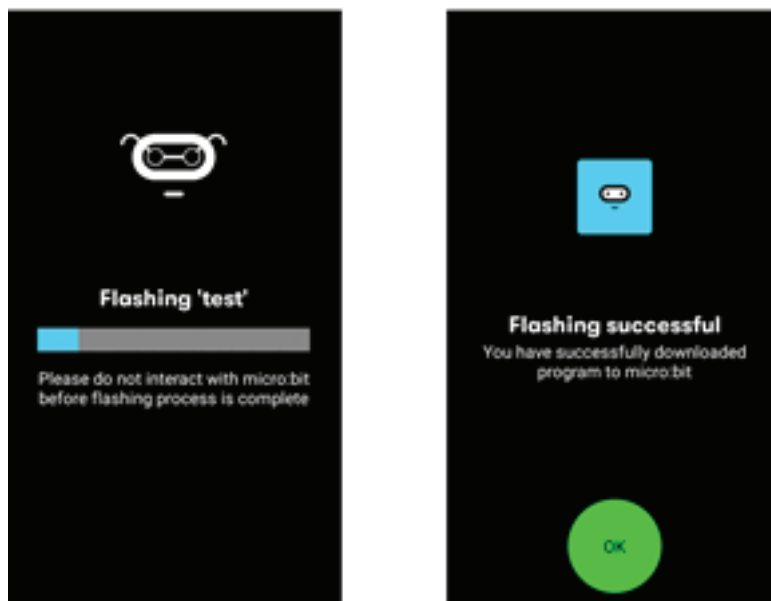 Flashing 'test'
Please do not interact with micro:bit
before flashing process is complete
Flashing successful
You have successfully downloaded
program to micro:bit
OK